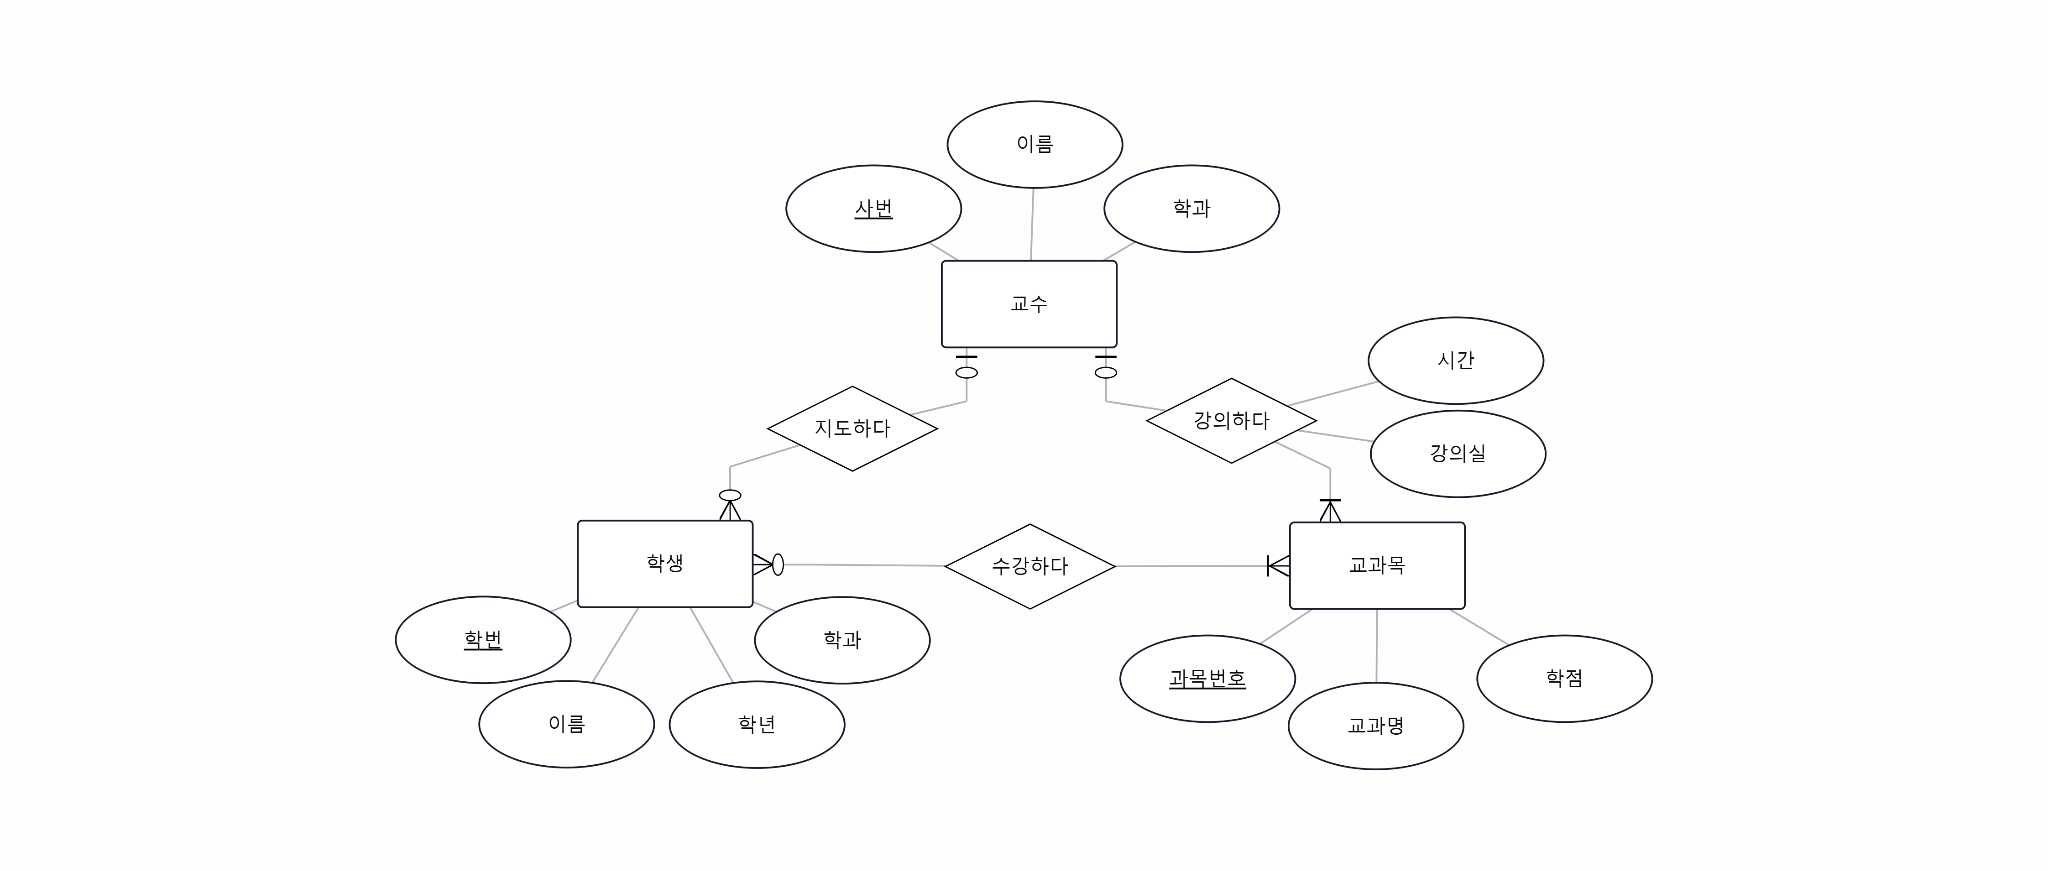 이름
사번
학과
교수
시간
지도하다
강의하다
강의실
학생
수강하다
교과목
학번
학과
이름
학년
과목번호
교과명
학점